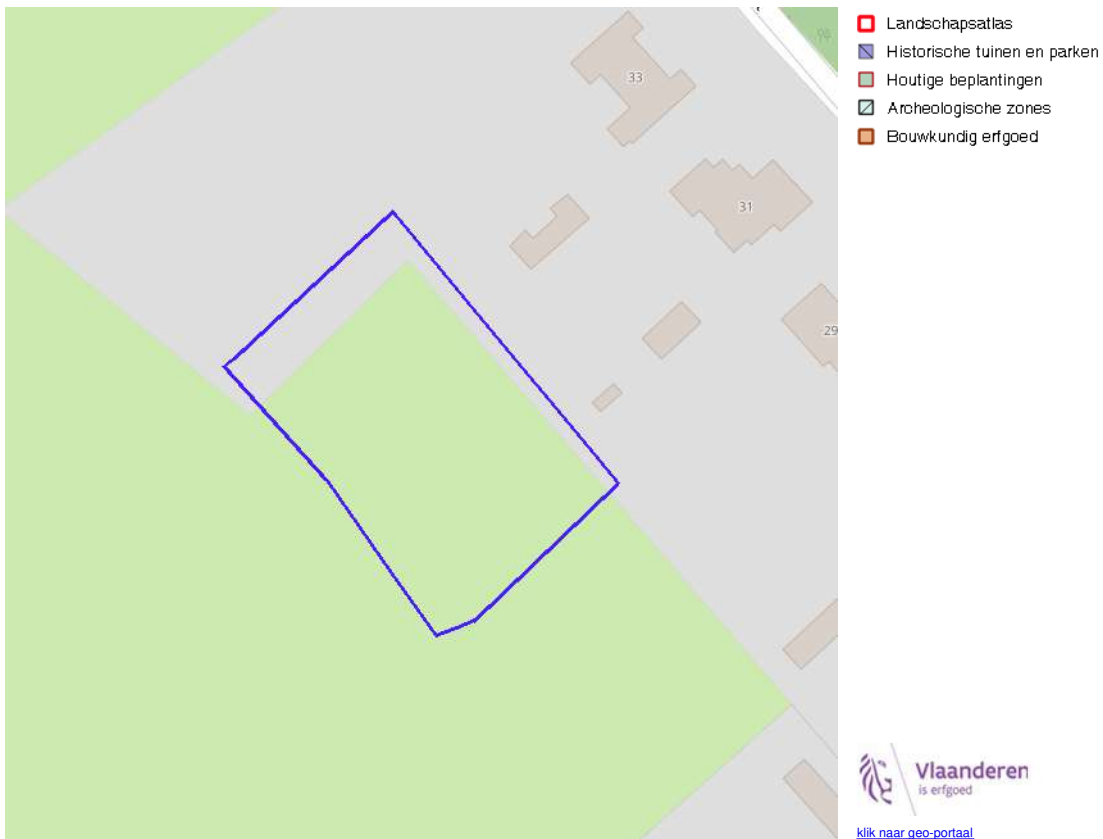 33
31
29
Landschapsatlas
Historische tuinen en parken
Houtige beplantingen
Archeologische zones
Bouwkundig erfgoed
Vlaanderen
is erfgoed
klik naar geo-portaal